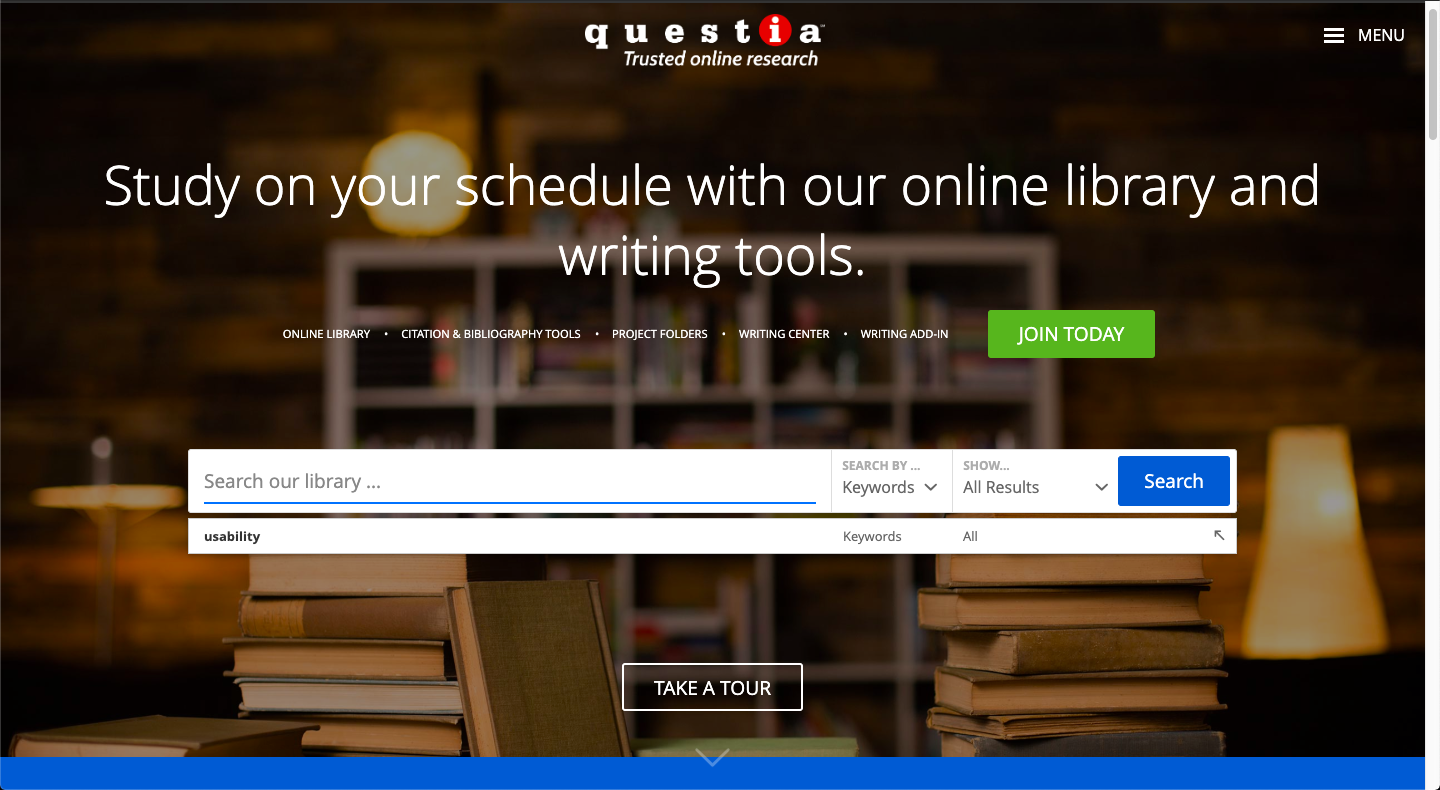 questia™
Trusted online research
MENU
Study on your schedule with our online library and
writing tools.
ONLINE LIBRARY • CITATION & BIBLIOGRAPHY TOOLS • PROJECT FOLDERS • WRITING CENTER • WRITING ADD-IN
JOIN TODAY
Search our library ...
SEARCH BY ...
Keywords
SHOW...
All Results
Search
usability Keywords All
TAKE A TOUR